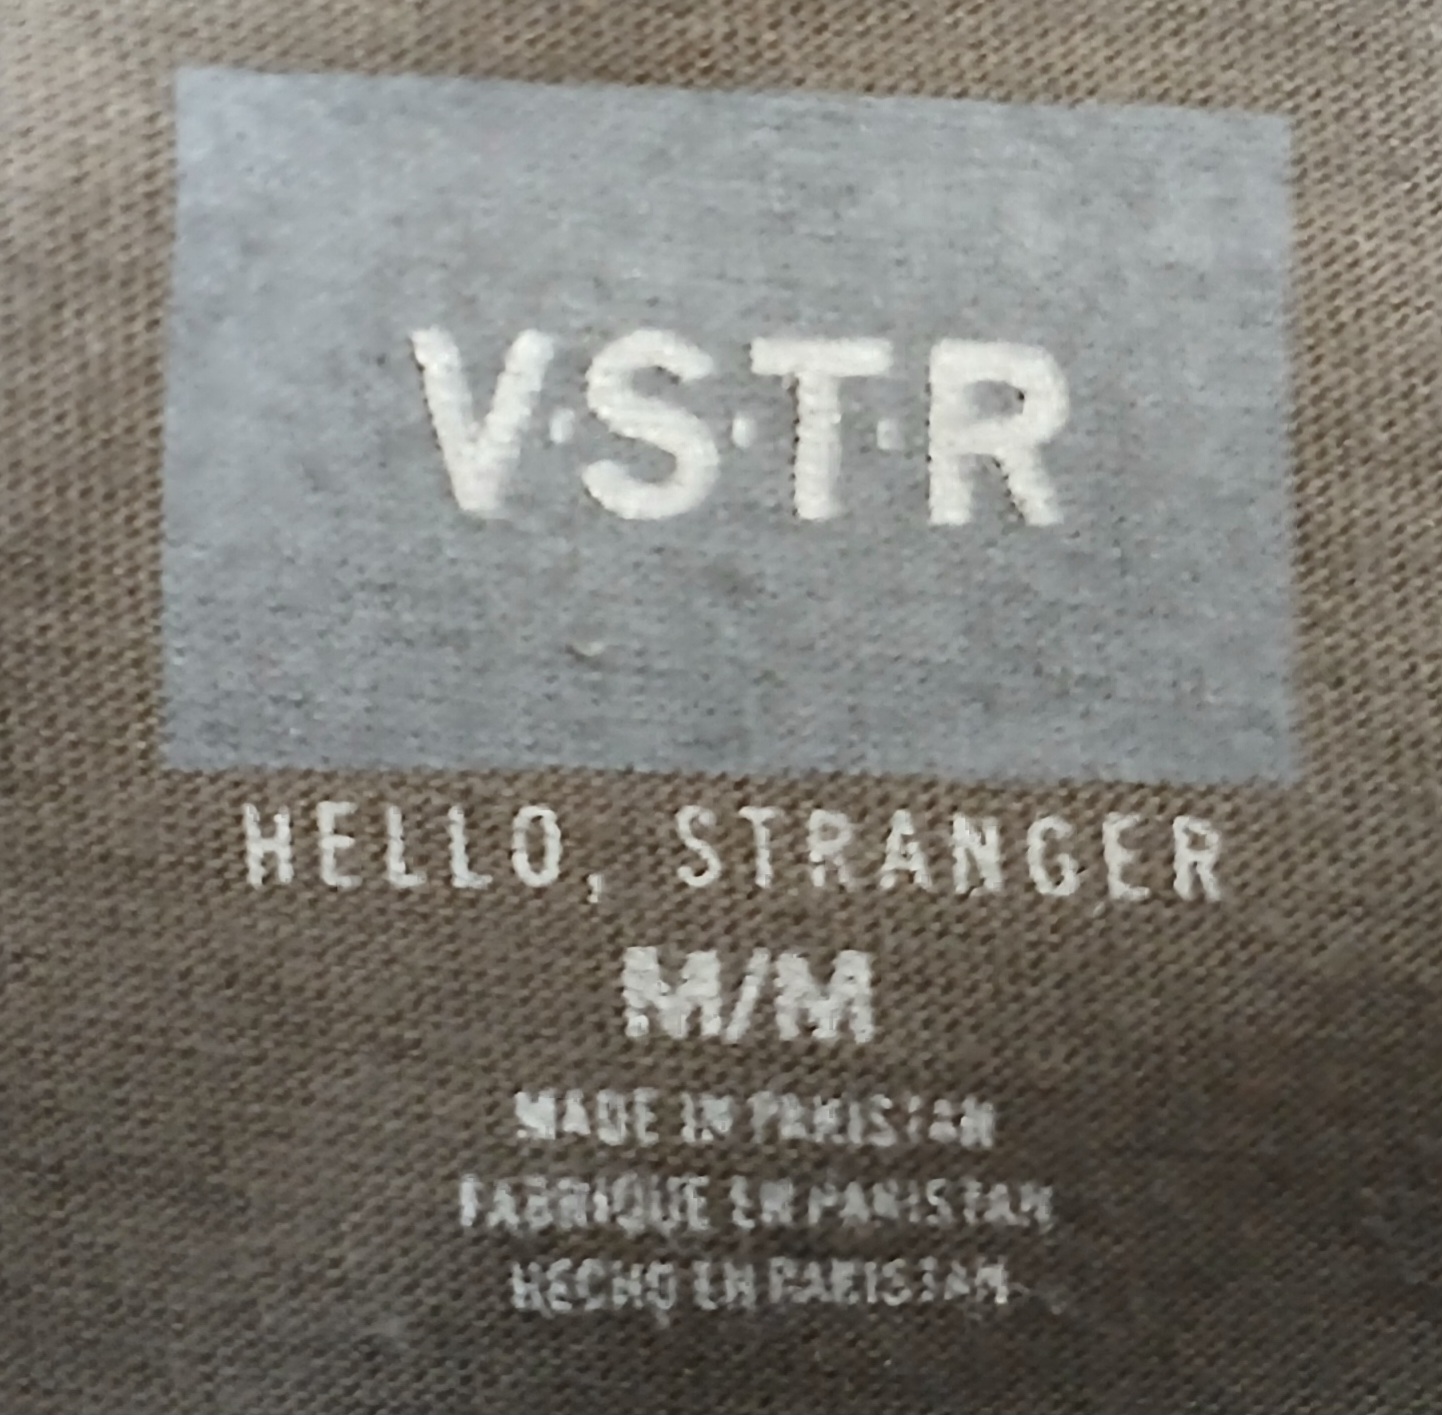 V·S·T·R
HELLO, STRANGER
M/M
MADE IN PAKISTAN
FABRIQUE EN PAKISTAN
HECHO EN PAKISTAN